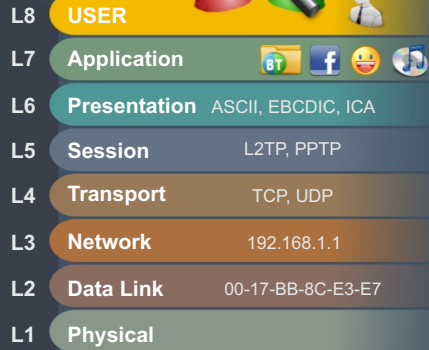 L8 USER
L7 Application BT f
L6 Presentation ASCII, EBCDIC, ICA
L5 Session L2TP, PPTP
L4 Transport TCP, UDP
L3 Network 192.168.1.1
L2 Data Link 00-17-BB-8C-E3-E7
L1 Physical